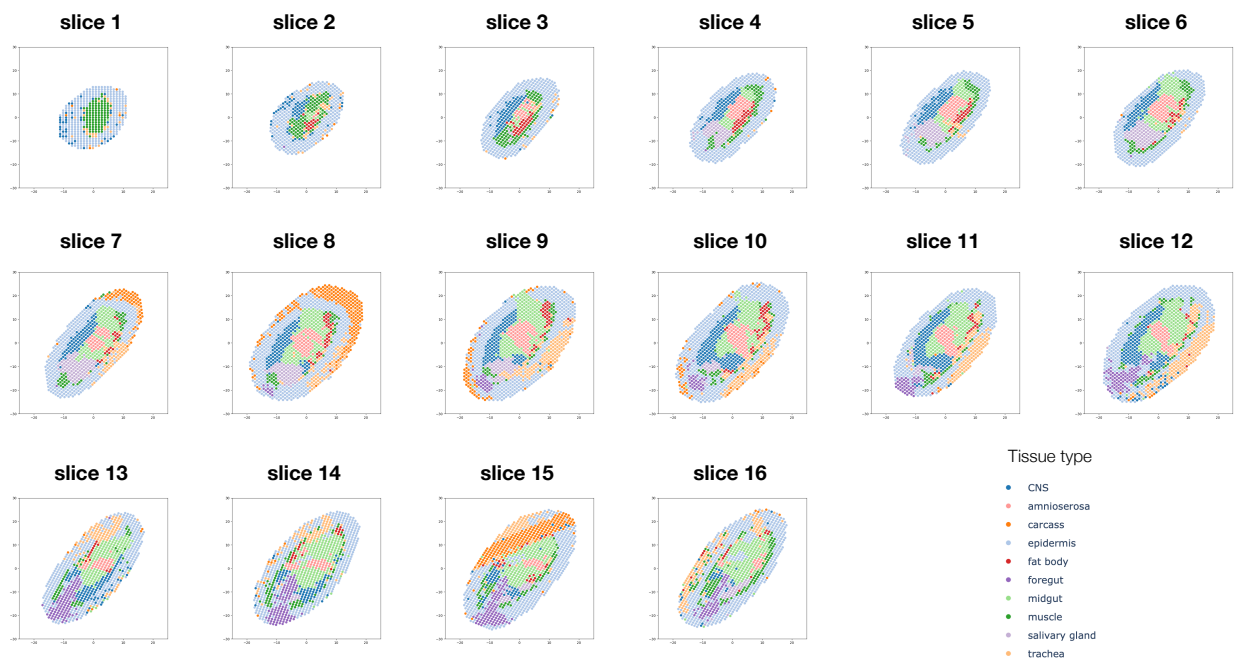 slice 1
slice 2
slice 3
slice 4
slice 5
slice 6
slice 7
slice 8
slice 9
slice 10
slice 11
slice 12
slice 13
slice 14
slice 15
slice 16
Tissue type
CNS
amnioserosa
carcass
epidermis
fat body
foregut
midgut
muscle
salivary gland
trachea